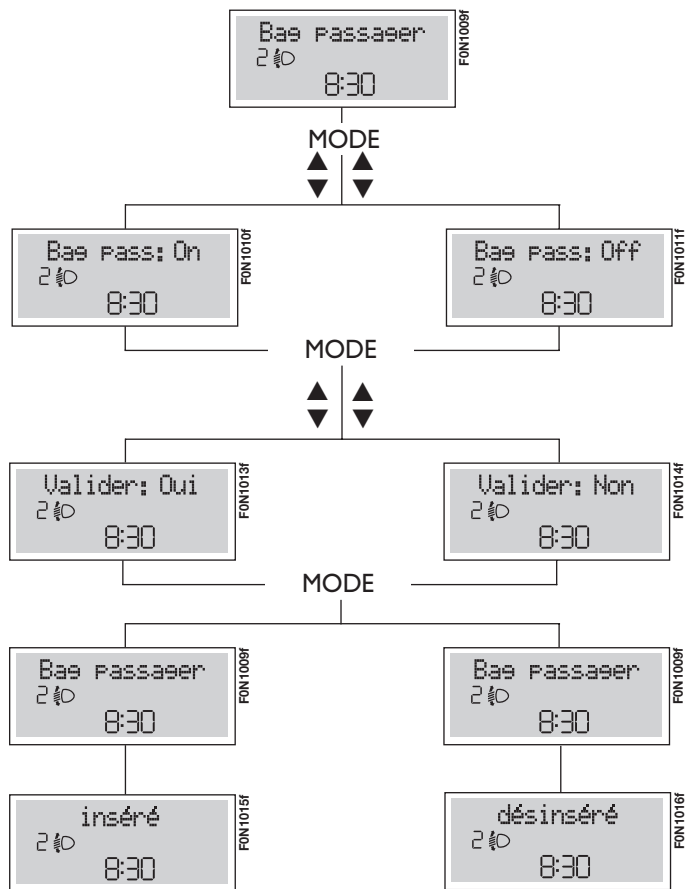 Bag passager
2
8:30
F0N1009f
MODE
Bag pass: On
2
8:30
F0N1010f
Bag pass: Off
2
8:30
F0N1011f
MODE
Valider: Oui
2
8:30
F0N1013f
Valider: Non
2
8:30
F0N1014f
MODE
Bag passager
2
8:30
F0N1009f
Bag passager
2
8:30
F0N1009f
inséré
2
8:30
F0N1015f
désinséré
2
8:30
F0N1016f